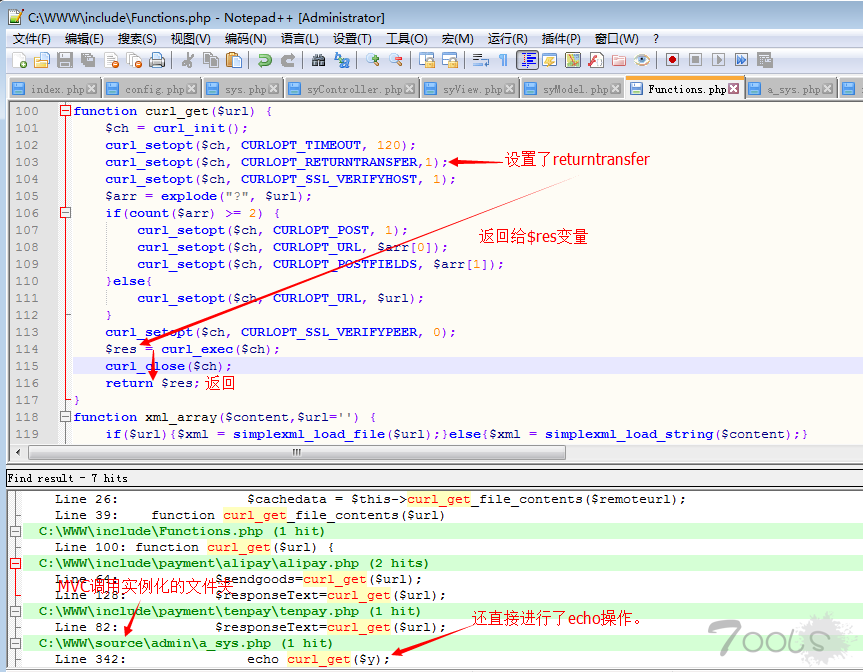 C:\WWW\include\Functions.php - Notepad++ [Administrator]
文件(F) 编辑(E) 搜索(S) 视图(V) 编码(N) 语言(L) 设置(T) 工具(O) 宏(M) 运行(R) 插件(P) 窗口(W) ?
index.php config.php sys.php syController.php syView.php syModel.php Functions.php a_sys.php
100 function curl_get($url) {
101 $ch = curl_init();
102 curl_setopt($ch, CURLOPT_TIMEOUT, 120);
103 curl_setopt($ch, CURLOPT_RETURNTRANSFER,1); 设置了returntransfer
104 curl_setopt($ch, CURLOPT_SSL_VERIFYHOST, 1);
105 $arr = explode("?", $url);
106 if(count($arr) >= 2) {
107 curl_setopt($ch, CURLOPT_POST, 1);
返回给$res变量
108 curl_setopt($ch, CURLOPT_URL, $arr[0]);
109 curl_setopt($ch, CURLOPT_POSTFIELDS, $arr[1]);
110 }else{
111 curl_setopt($ch, CURLOPT_URL, $url);
112 }
113 curl_setopt($ch, CURLOPT_SSL_VERIFYPEER, 0);
114 $res = curl_exec($ch);
115 curl_close($ch);
116 return $res; 返回
117 }
118 function xml_array($content,$url='') {
119 if($url){$xml = simplexml_load_file($url);}else{$xml = simplexml_load_string($content);}
Find result - 7 hits
Line 26: $cachedata = $this->curl_get_file_contents($remoteurl);
Line 39: function curl_get_file_contents($url)
C:\WWW\include\Functions.php (1 hit)
Line 100: function curl_get($url) {
C:\WWW\include\payment\alipay\alipay.php (2 hits)
Line 64: $sendgoods=curl_get($url);
MVC调用实例化的文件夹
Line 128: $responseText=curl_get($url);
C:\WWW\include\payment\tenpay\tenpay.php (1 hit)
Line 82: $responseText=curl_get($url);
还直接进行了echo操作。
C:\WWW\source\admin\a_sys.php (1 hit)
Line 342: echo curl_get($y);
7OOLS